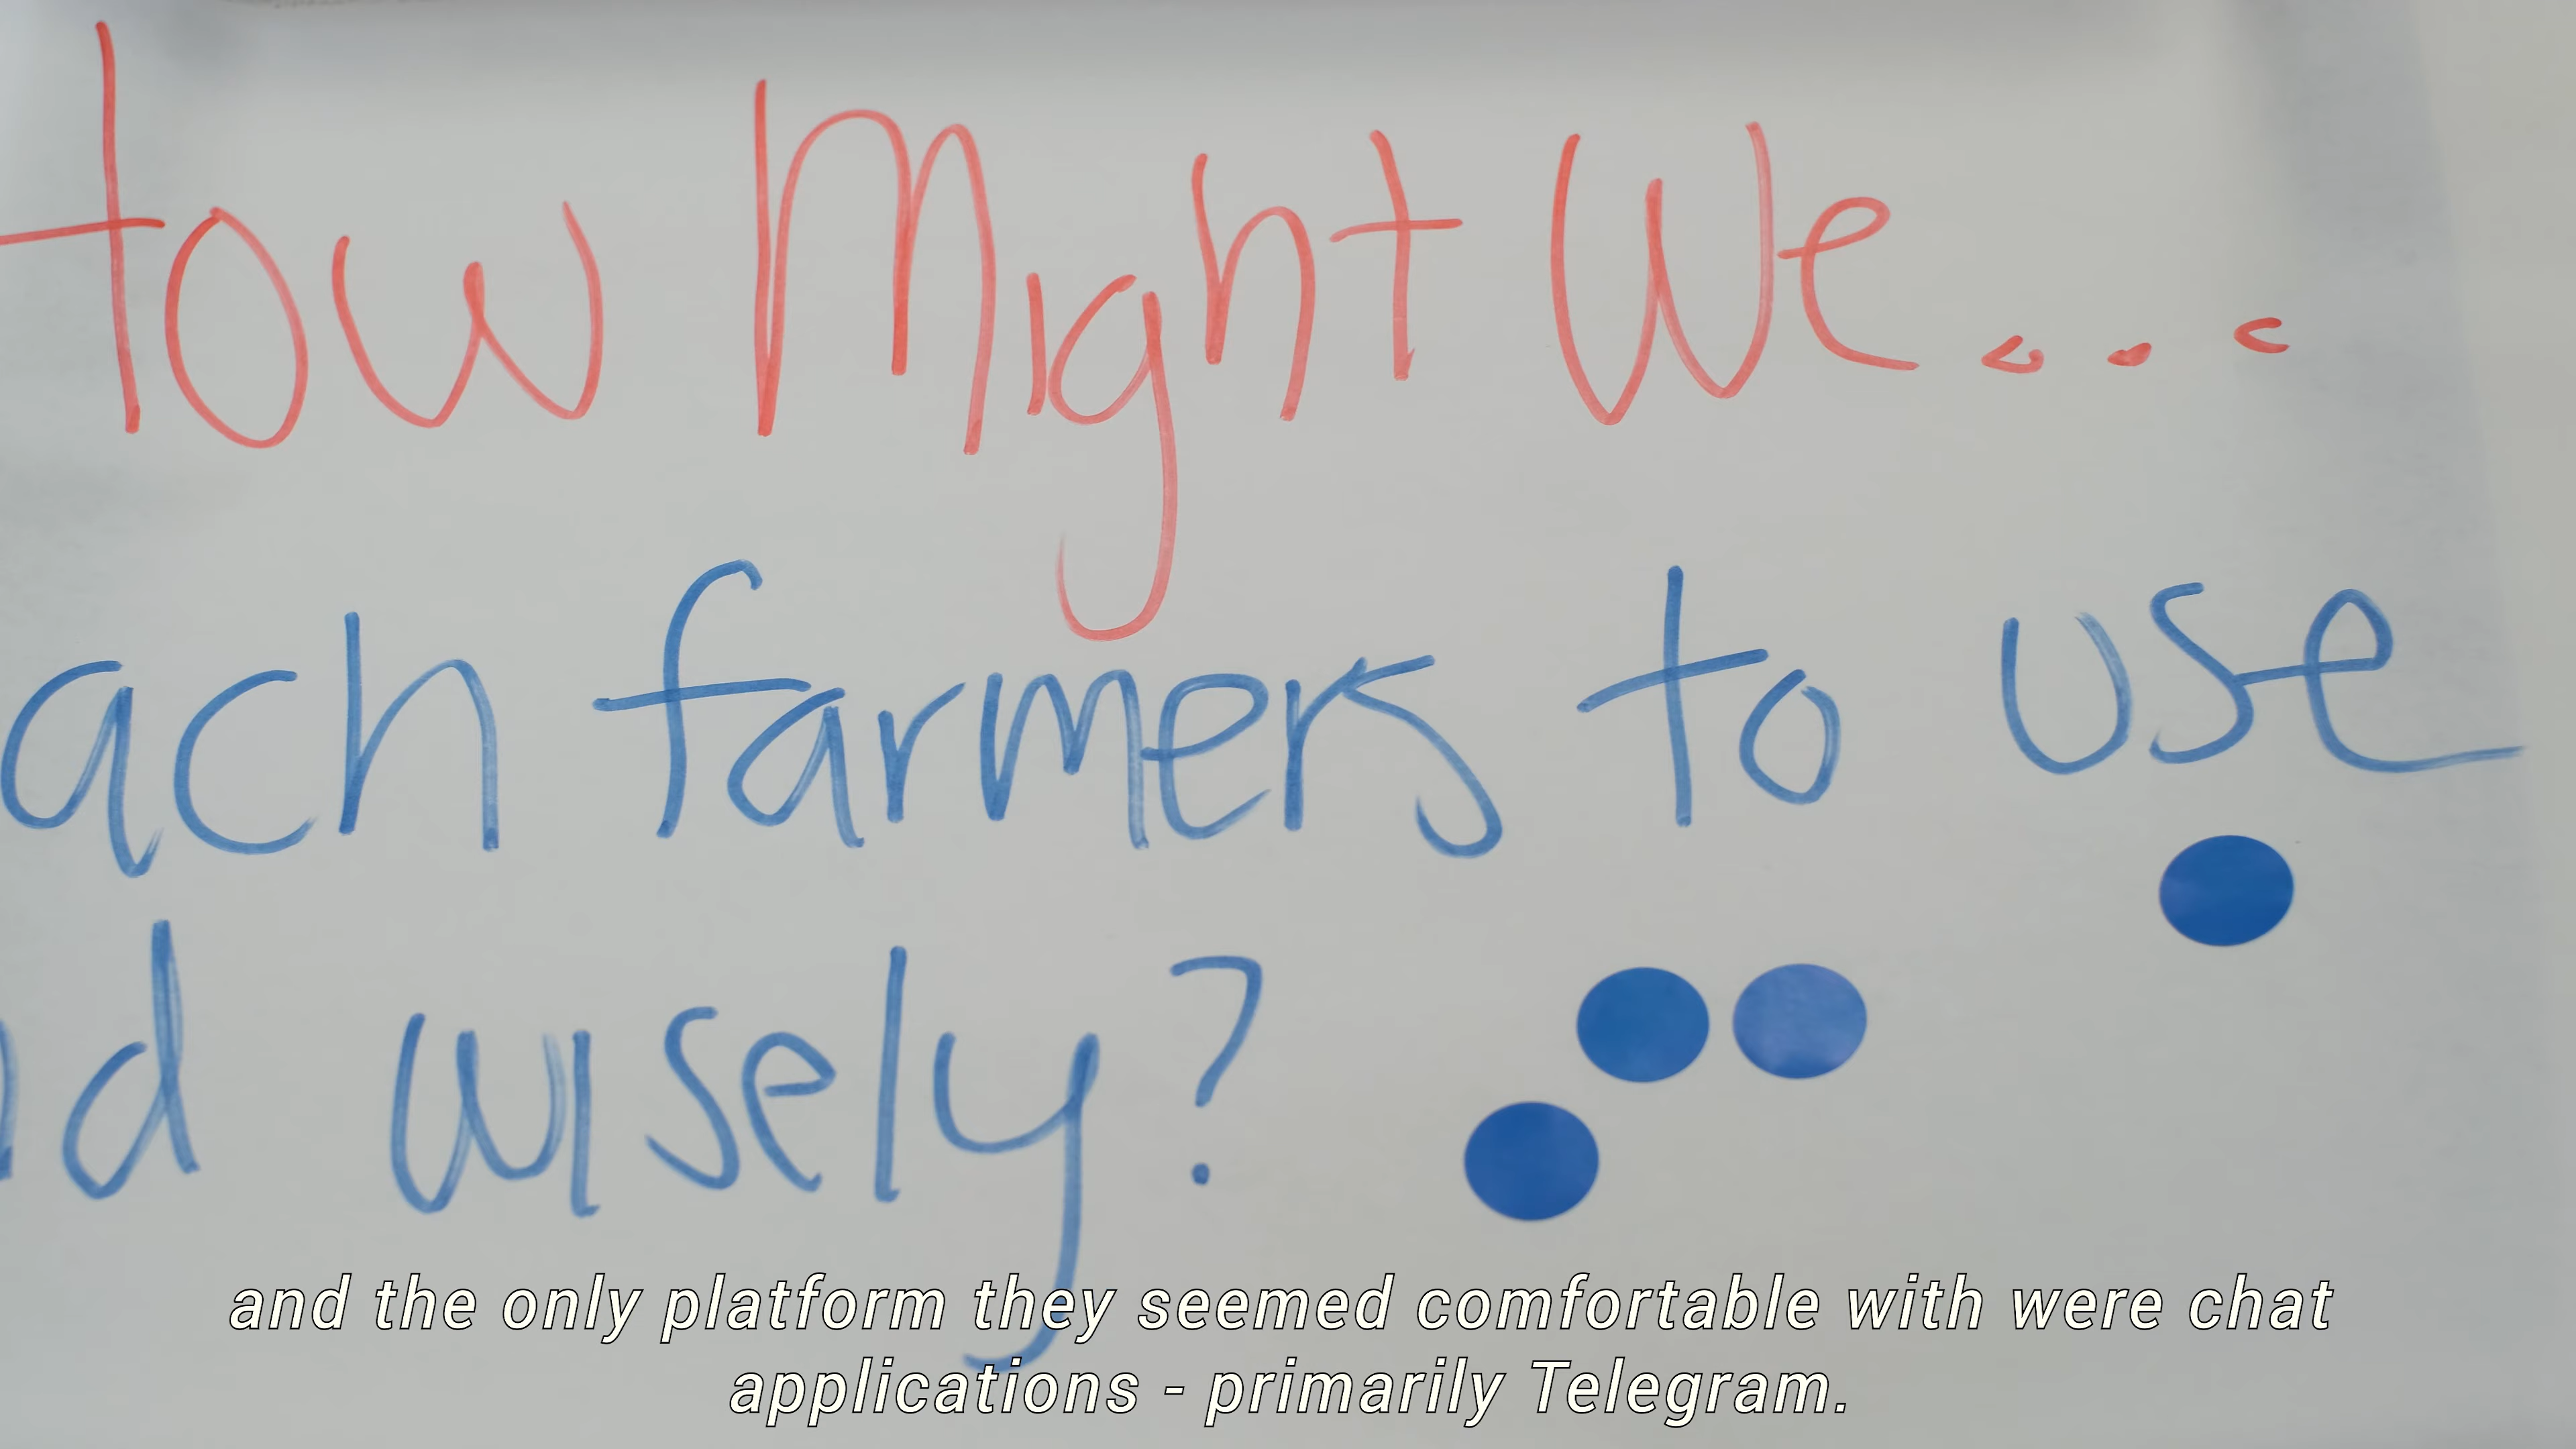 How Might We...
ach farmers to use
d wisely?
and the only platform they seemed comfortable with were chat
applications - primarily Telegram.